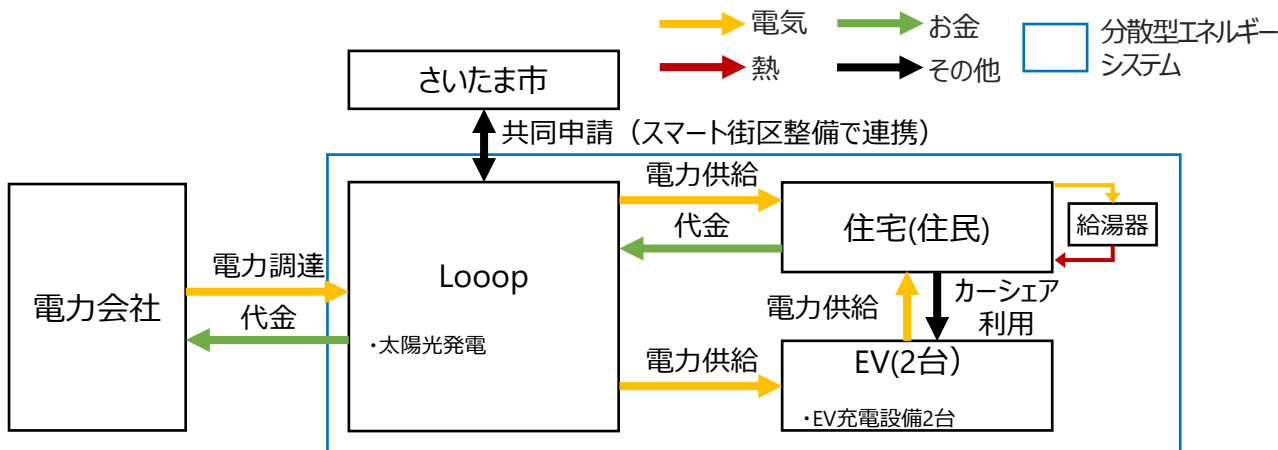 電気
お金
分散型エネルギー
システム
熱
その他
さいたま市
共同申請（スマート街区整備で連携）
電力供給
代金
住宅(住民)
給湯器
Looop
・太陽光発電
電力調達
代金
電力会社
電力供給
カーシェア
利用
電力供給
EV(2台）
・EV充電設備2台